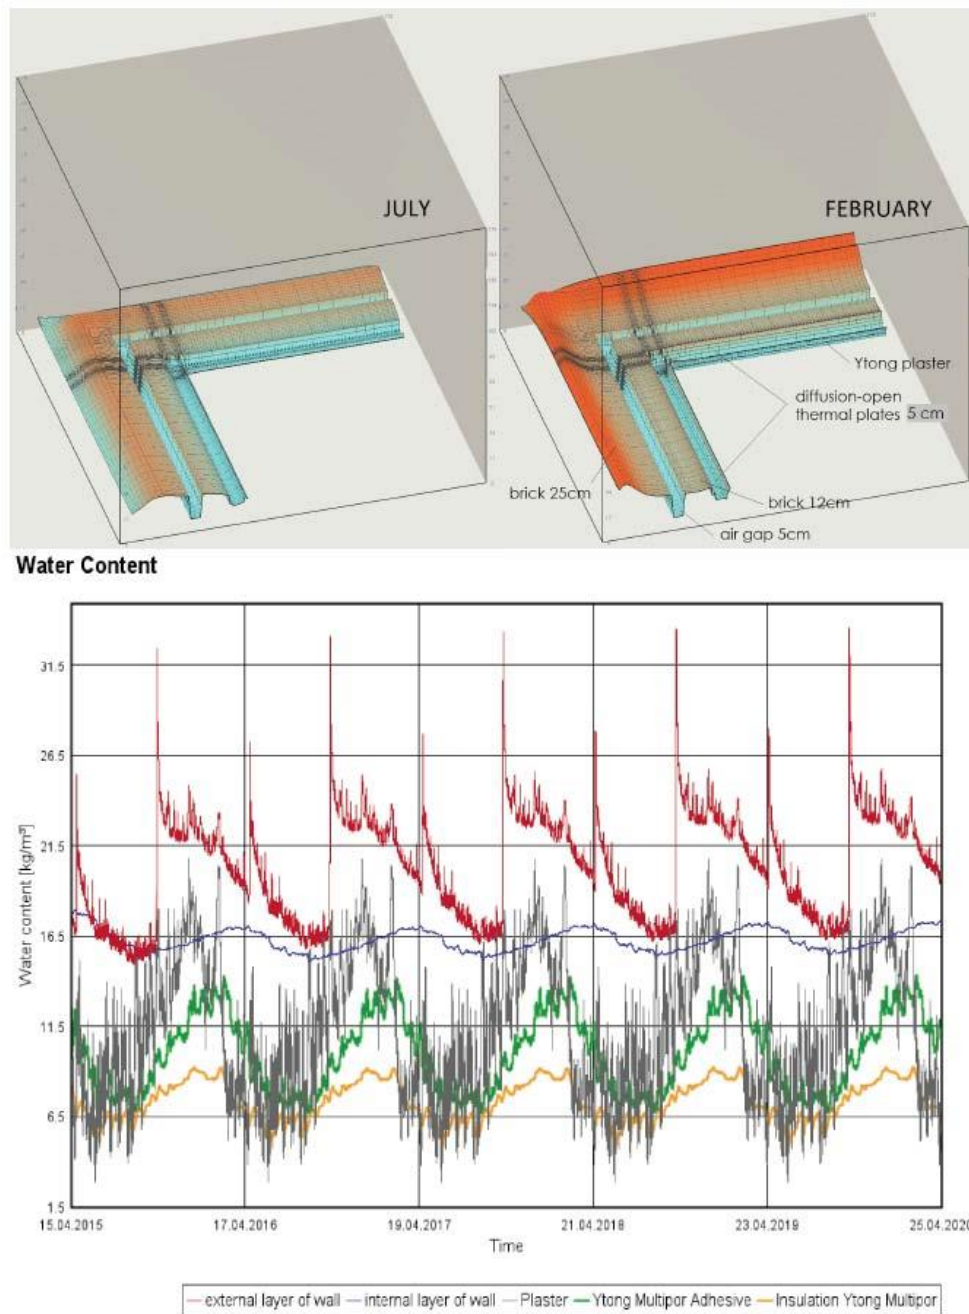 JULY
FEBRUARY
Ytong plaster
diffusion-open
thermal plates 5 cm
brick 25cm
brick 12cm
air gap 5cm
Water Content
Water content [kg/m³]
31.5
26.5
21.5
16.5
11.5
6.5
1.5
15.04.2015 17.04.2016 19.04.2017 21.04.2018 23.04.2019 25.04.2020
Time
external layer of wall internal layer of wall Plaster Ytong Multipor Adhesive Insulation Ytong Multipor